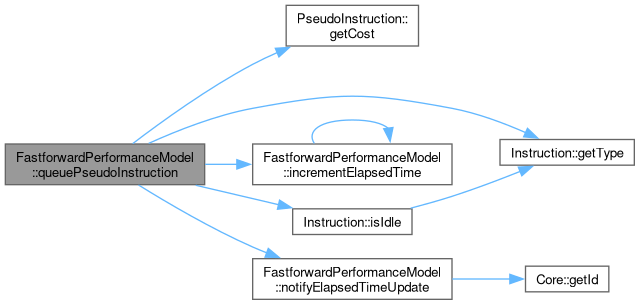 PseudoInstruction::
getCost
FastforwardPerformanceModel
::queuePseudoInstruction
FastforwardPerformanceModel
::incrementElapsedTime
Instruction::getType
Instruction::isIdle
FastforwardPerformanceModel
::notifyElapsedTimeUpdate
Core::getId